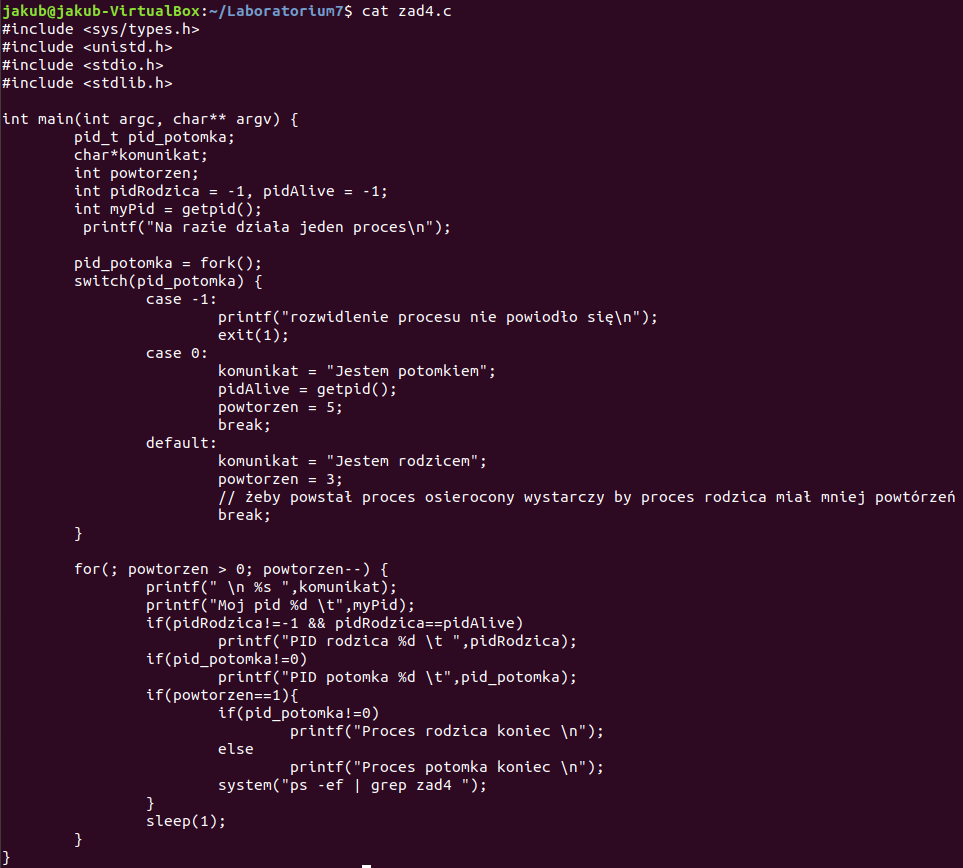 jakub@jakub-VirtualBox:~/Laboratorium7$ cat zad4.c
#include <sys/types.h>
#include <unistd.h>
#include <stdio.h>
#include <stdlib.h>

int main(int argc, char** argv) {
        pid_t pid_potomka;
        char*komunikat;
        int powtorzen;
        int pidRodzica = -1, pidAlive = -1;
        int myPid = getpid();
         printf("Na razie działa jeden proces\n");

        pid_potomka = fork();
        switch(pid_potomka) {
                case -1:
                        printf("rozwidlenie procesu nie powiodło się\n");
                        exit(1);
                case 0:
                        komunikat = "Jestem potomkiem";
                        pidAlive = getpid();
                        powtorzen = 5;
                        break;
                default:
                        komunikat = "Jestem rodzicem";
                        powtorzen = 3;
                        // żeby powstał proces osierocony wystarczy by proces rodzica miał mniej powtórzeń
                        break;
        }

        for(; powtorzen > 0; powtorzen--) {
                printf(" \n %s ",komunikat);
                printf("Moj pid %d \t",myPid);
                if(pidRodzica!=-1 && pidRodzica==pidAlive)
                        printf("PID rodzica %d \t ",pidRodzica);
                if(pid_potomka!=0)
                        printf("PID potomka %d \t",pid_potomka);
                if(powtorzen==1){
                        if(pid_potomka!=0)
                                printf("Proces rodzica koniec \n");
                        else
                                printf("Proces potomka koniec \n");
                        system("ps -ef | grep zad4 ");
                }
                sleep(1);
        }
}